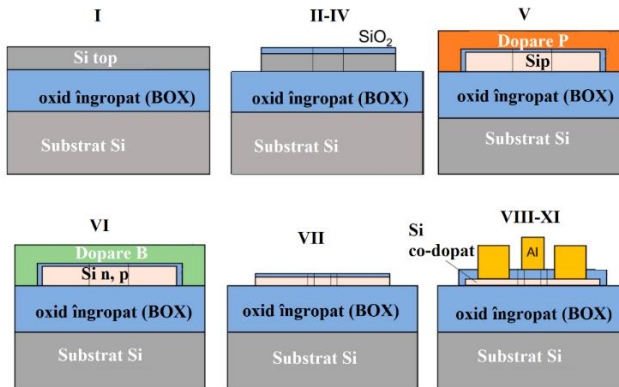 I
Si top
oxid îngropat (BOX)
Substrat Si
II-IV
SiO2
oxid îngropat (BOX)
Substrat Si
V
Dopare P
Sip
oxid îngropat (BOX)
Substrat Si
VI
Dopare B
Si n, p
oxid îngropat (BOX)
Substrat Si
VII
oxid îngropat (BOX)
Substrat Si
VIII-XI
Si
co-dopat
Al
oxid îngropat (BOX)
Substrat Si